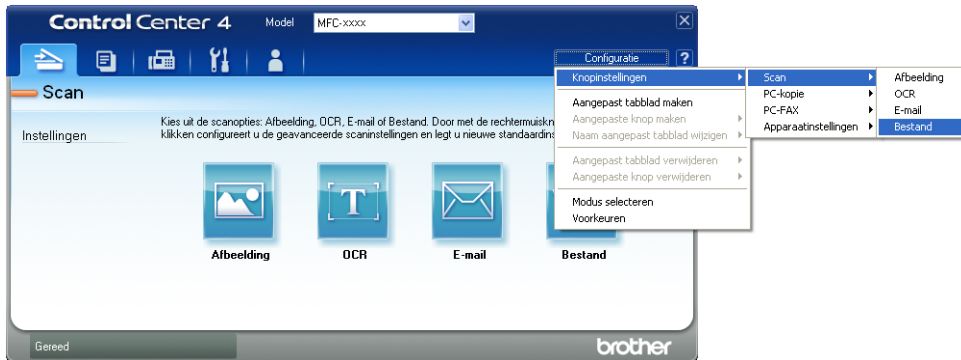 Control Center 4
Model
MFC-xxxx
Configuratie
?
Scan
Instellingen
Kies uit de scanopties: Afbeelding, OCR, E-mail of Bestand. Door met de rechtermuiskn
klikken configureert u de geavanceerde scaninstellingen en legt u nieuwe standaardins
Afbeelding
OCR
E-mail
Bestand
Knopinstellingen
Aangepast tabblad maken
Aangepaste knop maken
Naam aangepast tabblad wijzigen
Aangepast tabblad verwijderen
Aangepaste knop verwijderen
Modus selecteren
Voorkeuren
Scan
PC-kopie
PC-FAX
Apparaatinstellingen
Afbeelding
OCR
E-mail
Bestand
Gereed
brother